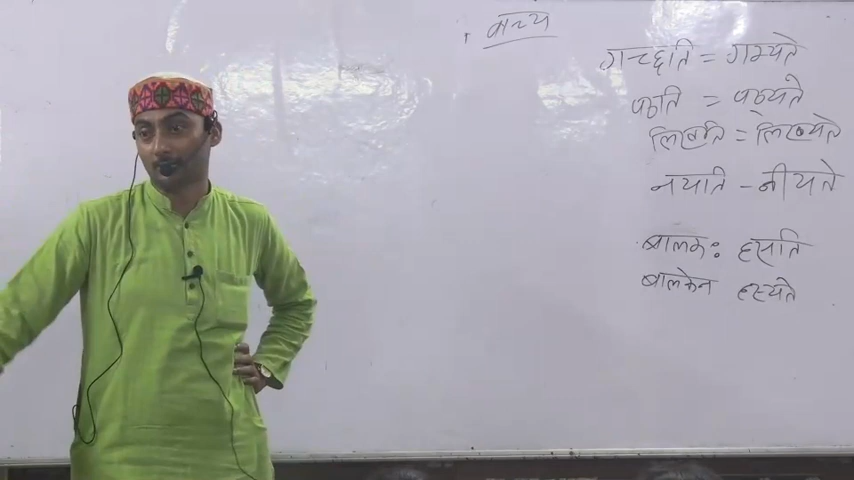 वाच्य
गच्छति = गम्यते
पठति = पठ्यते
लिखति = लिख्यते
नयति - नीयते
बालकः हसति
बालकेन हस्यते